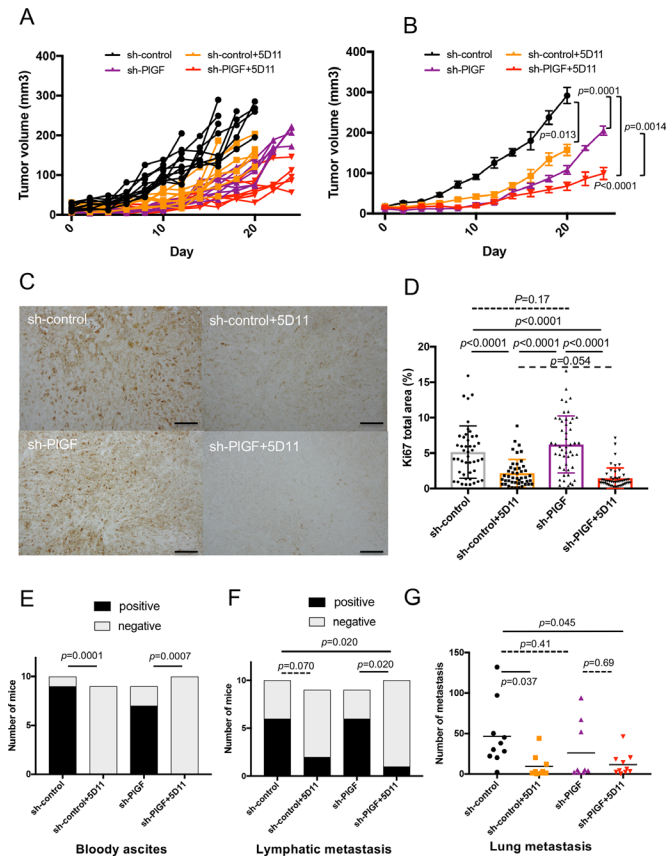 A
sh-control
sh-control+5D11
sh-PlGF
sh-PlGF+5D11
Tumor volume (mm3)
400
300
200
100
0
0
10
20
Day
B
sh-control
sh-control+5D11
sh-PlGF
sh-PlGF+5D11
Tumor volume (mm3)
400
300
200
100
0
0
10
20
Day
p=0.0001
p=0.013
p=0.0014
P<0.0001
C
sh-control
sh-control+5D11
sh-PlGF
sh-PlGF+5D11
D
P=0.17
p<0.0001
p<0.0001 p<0.0001 p<0.0001
p=0.054
Ki67 total area (%)
20
15
10
5
0
sh-control
sh-control+5D11
sh-PlGF
sh-PlGF+5D11
E
positive
negative
p=0.0001
p=0.0007
Number of mice
10
5
0
sh-control
sh-control+5D11
sh-PlGF
sh-PlGF+5D11
Bloody ascites
F
positive
negative
p=0.020
p=0.070
p=0.020
Number of mice
10
5
0
sh-control
sh-control+5D11
sh-PlGF
sh-PlGF+5D11
Lymphatic metastasis
G
p=0.045
p=0.41
p=0.69
p=0.037
Number of metastasis
150
100
50
0
sh-control
sh-control+5D11
sh-PlGF
sh-PlGF+5D11
Lung metastasis